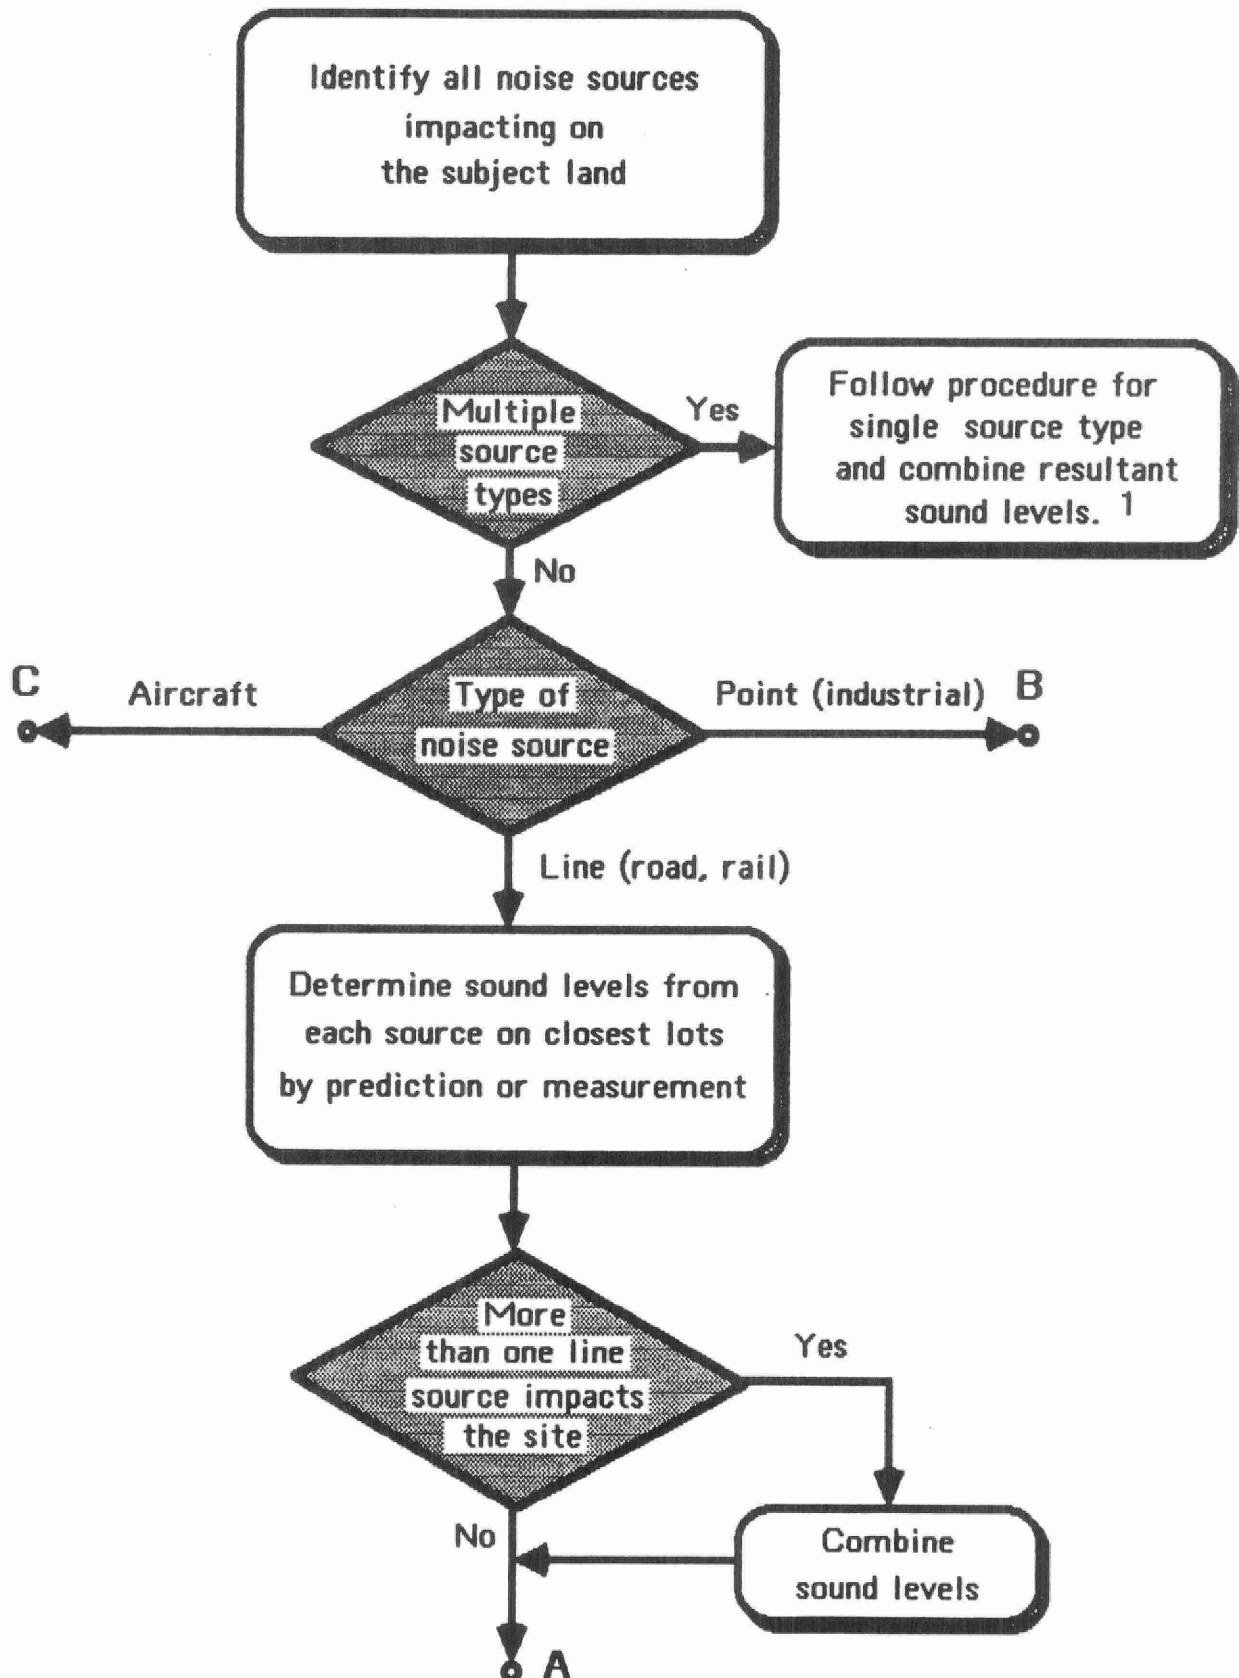 Identify all noise sources
impacting on
the subject land
Multiple
source
types
Yes
Follow procedure for
single source type
and combine resultant
sound levels. 1
No
C
Aircraft
Type of
noise source
Point (industrial)
B
Line (road, rail)
Determine sound levels from
each source on closest lots
by prediction or measurement
More
than one line
source impacts
the site
Yes
No
Combine
sound levels
A